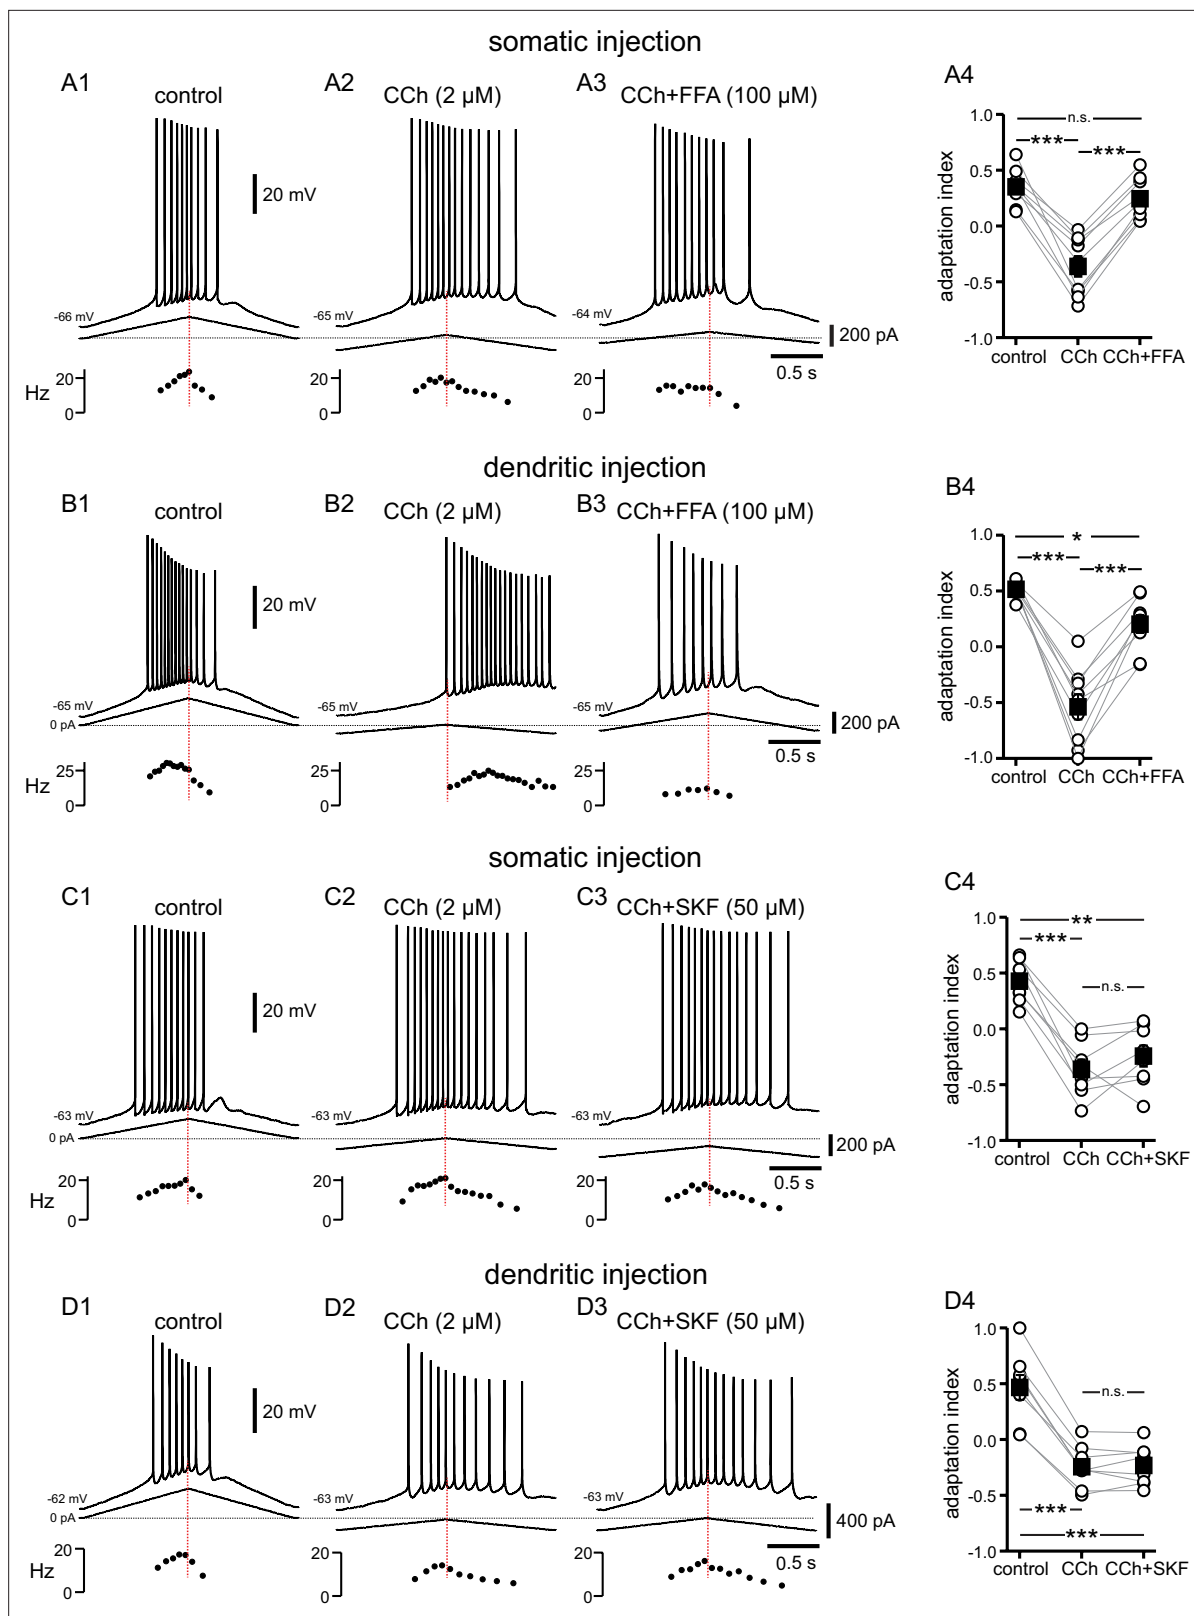 somatic injection
A1 A2 A3 A4
control CCh (2 µM) CCh+FFA (100 µM)
20 mV
-66 mV -65 mV -64 mV
200 pA
0.5 s
Hz 20 0 20 0 20 0
adaptation index
1.0 0.5 0.0 -0.5 -1.0
n.s.
*** ***
control CCh CCh+FFA
dendritic injection
B1 B2 B3 B4
control CCh (2 µM) CCh+FFA (100 µM)
20 mV
-65 mV -65 mV -65 mV
0 pA
200 pA
0.5 s
Hz 25 0 25 0 25 0
adaptation index
1.0 0.5 0.0 -0.5 -1.0
*
*** ***
control CCh CCh+FFA
somatic injection
C1 C2 C3 C4
control CCh (2 µM) CCh+SKF (50 µM)
20 mV
-63 mV -63 mV -63 mV
0 pA
200 pA
0.5 s
Hz 20 0 20 0 20 0
adaptation index
1.0 0.5 0.0 -0.5 -1.0
**
***
n.s.
control CCh CCh+SKF
dendritic injection
D1 D2 D3 D4
control CCh (2 µM) CCh+SKF (50 µM)
20 mV
-62 mV -63 mV -63 mV
0 pA
400 pA
0.5 s
Hz 20 0 20 0 20 0
adaptation index
1.0 0.5 0.0 -0.5 -1.0
n.s.
***
***
control CCh CCh+SKF